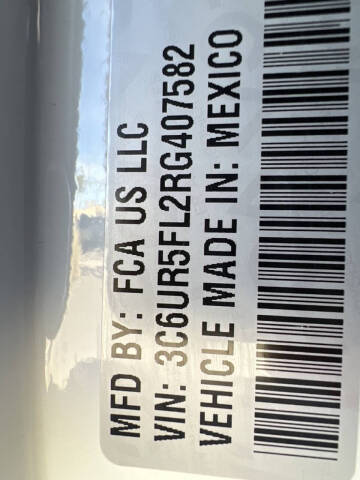 MFD BY: FCA US LLC
VIN: 3C6UR5FL2RG407582
VEHICLE MADE IN: MEXICO